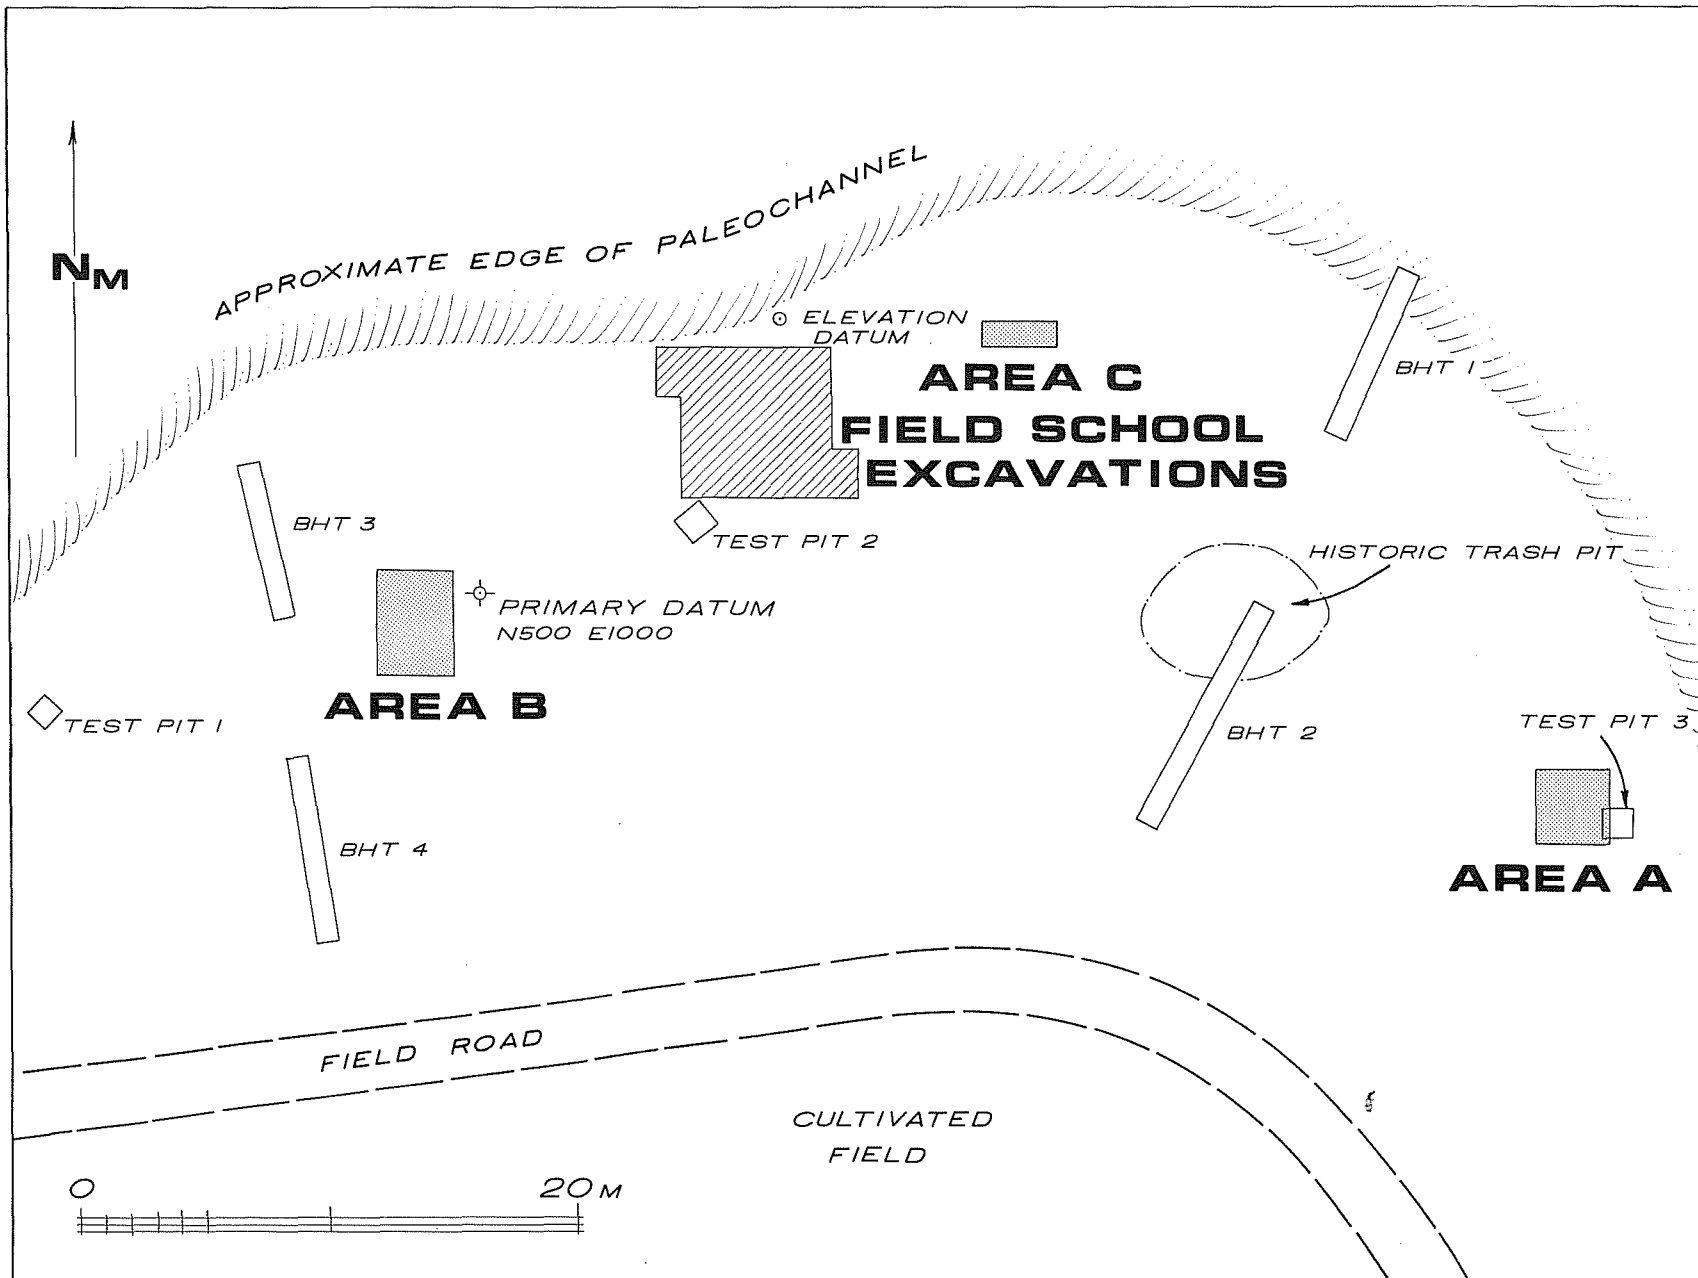 APPROXIMATE EDGE OF PALEOCHANNEL
NM
ELEVATION
DATUM
AREA C
BHT 1
FIELD SCHOOL
EXCAVATIONS
BHT 3
TEST PIT 2
HISTORIC TRASH PIT
PRIMARY DATUM
N500 E1000
AREA B
TEST PIT 1
BHT 2
TEST PIT 3
BHT 4
AREA A
FIELD ROAD
CULTIVATED
FIELD
0 20 M